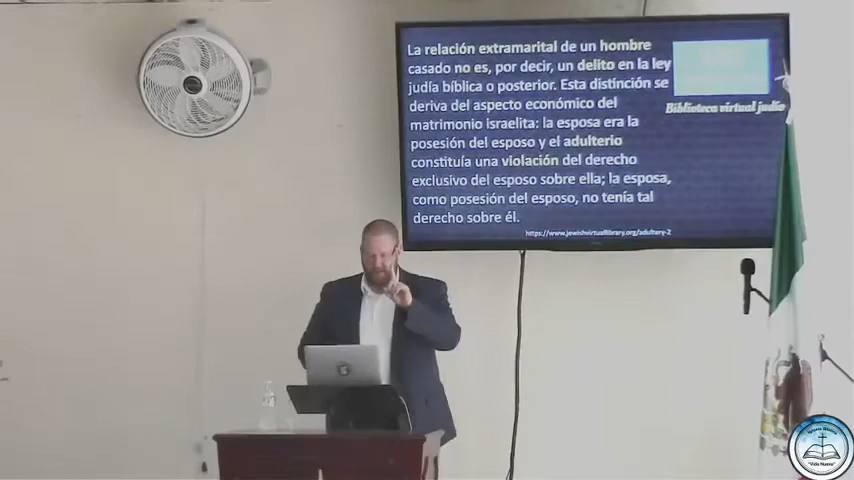 La relación extramarital de un hombre
casado no es, por decir, un delito en la ley
judía bíblica o posterior. Esta distinción se
deriva del aspecto económico del
matrimonio israelita: la esposa era la
posesión del esposo y el adulterio
constituía una violación del derecho
exclusivo del esposo sobre ella; la esposa,
como posesión del esposo, no tenía tal
derecho sobre él.
https://www.jewishvirtuallibrary.org/adultery-2
Biblioteca virtual judío
"Vida Nueva"